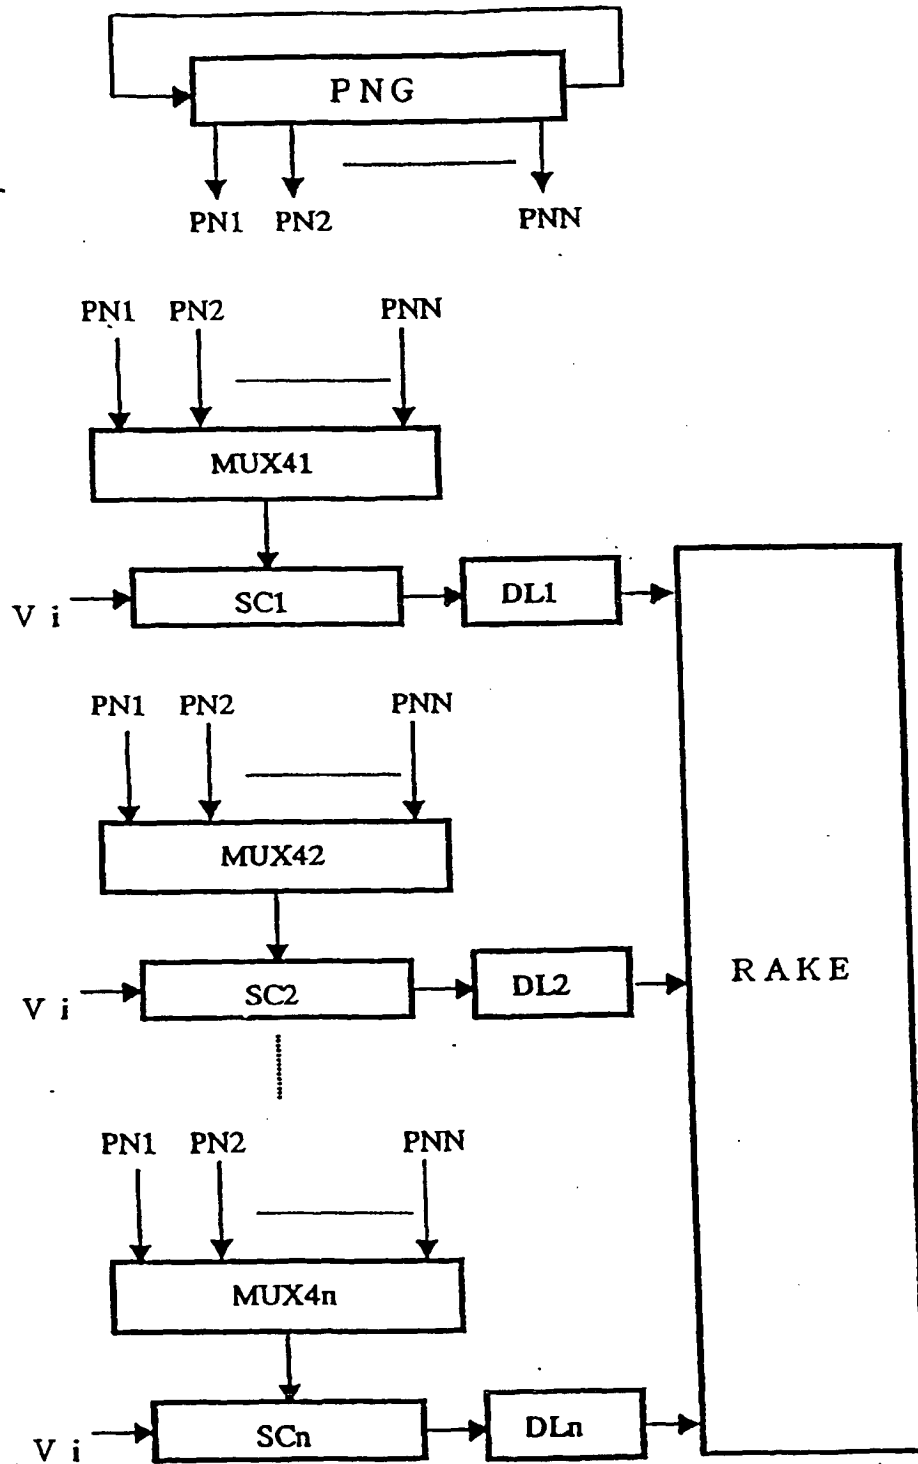 PNG
PN1 PN2 PNN
PN1 PN2 PNN
MUX41
SC1 DL1
V i
PN1 PN2 PNN
MUX42
RAKE
SC2 DL2
V i
PN1 PN2 PNN
MUX4n
SCn DLn
V i